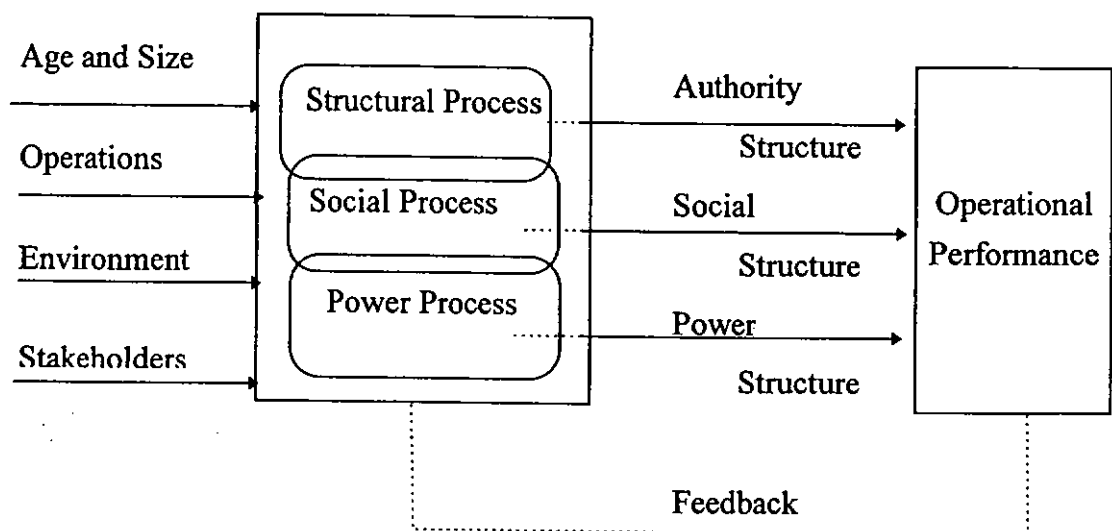 Age and Size
Operations
Environment
Stakeholders
Structural Process
Social Process
Power Process
Authority
Structure
Social
Structure
Power
Structure
Operational
Performance
Feedback